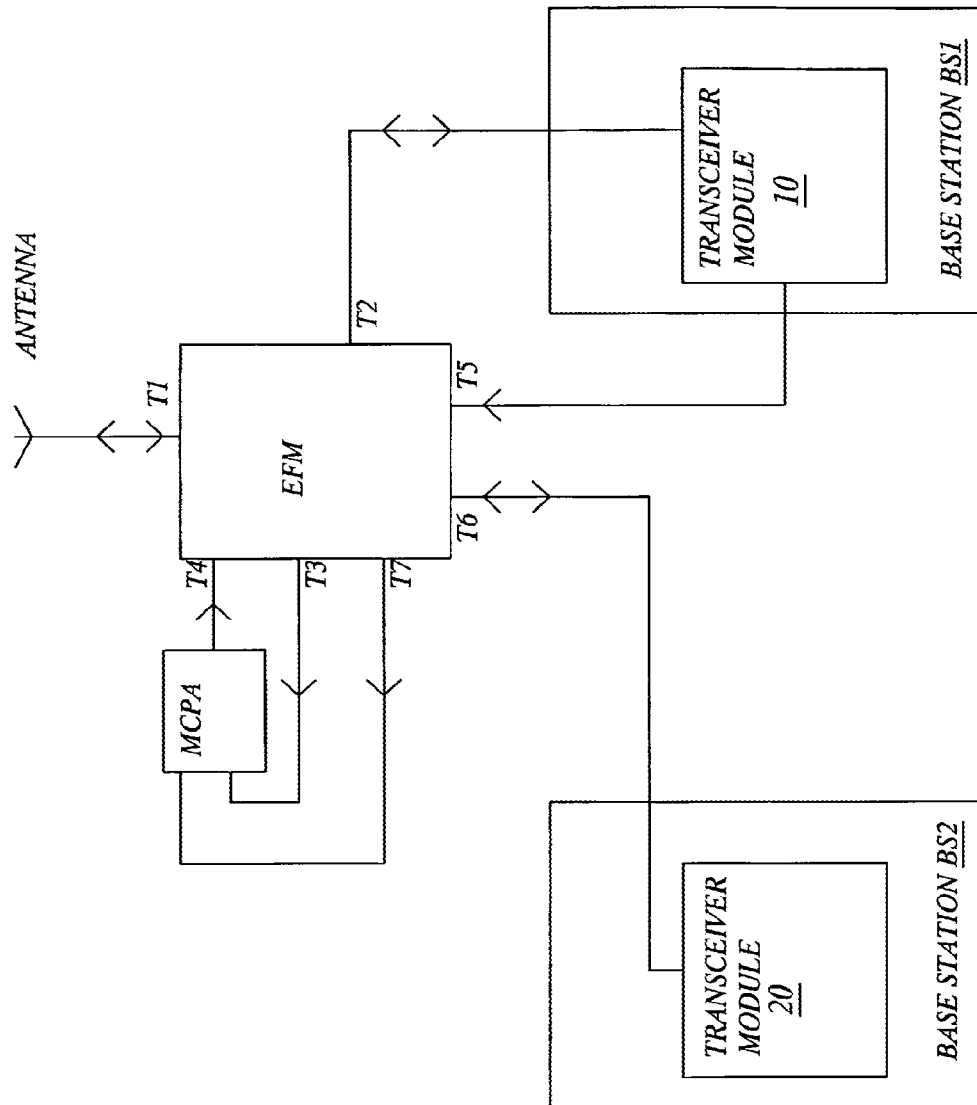 ANTENNA
T1
T2
T5
T6
EFM
T4
T3
T7
MCPA
TRANSCEIVER
MODULE
10
BASE STATION BS1
TRANSCEIVER
MODULE
20
BASE STATION BS2